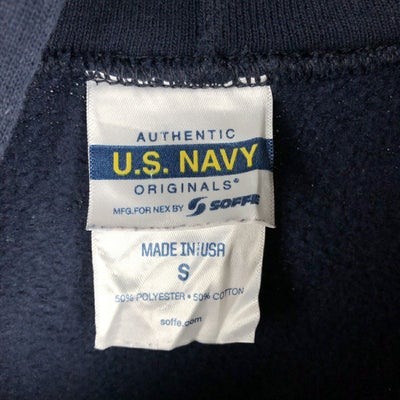 AUTHENTIC
U.S. NAVY
ORIGINALS®
MFG. FOR NEX BY SOFFE
MADE IN USA
S
50% POLYESTER • 50% COTTON
soffe.com